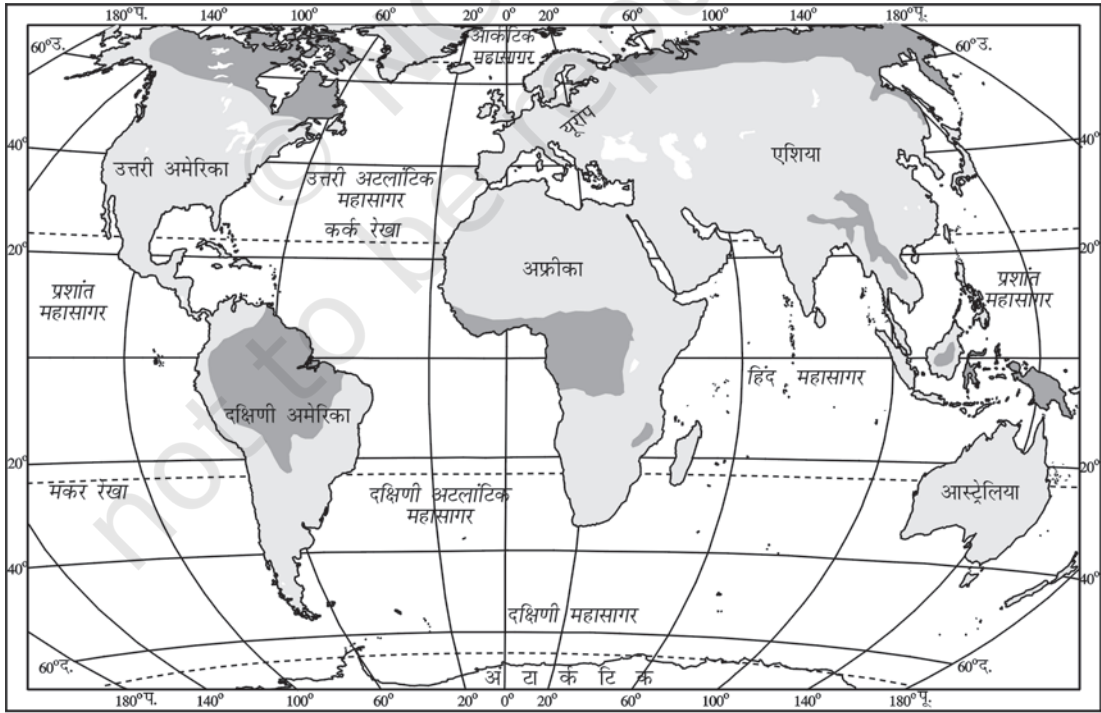 180°प. 140° 100° 60° 20° 0° 20° 60° 100° 140° 180°पू.
60°उ. 60°उ.
आर्कटिक
महासागर
यूरोप
40° 40°
उत्तरी अमेरिका
एशिया
उत्तरी अटलांटिक
महासागर
कर्क रेखा
20° 20°
अफ्रीका
प्रशांत
महासागर
प्रशांत
महासागर
हिंद महासागर
दक्षिणी अमेरिका
20° 20°
मकर रेखा
दक्षिणी अटलांटिक
महासागर
आस्ट्रेलिया
40° 40°
दक्षिणी महासागर
60°द. 60°द.
अ टा र्क टि क
180°प. 140° 100° 60° 20° 0° 20° 60° 100° 140° 180°पू.
not to be